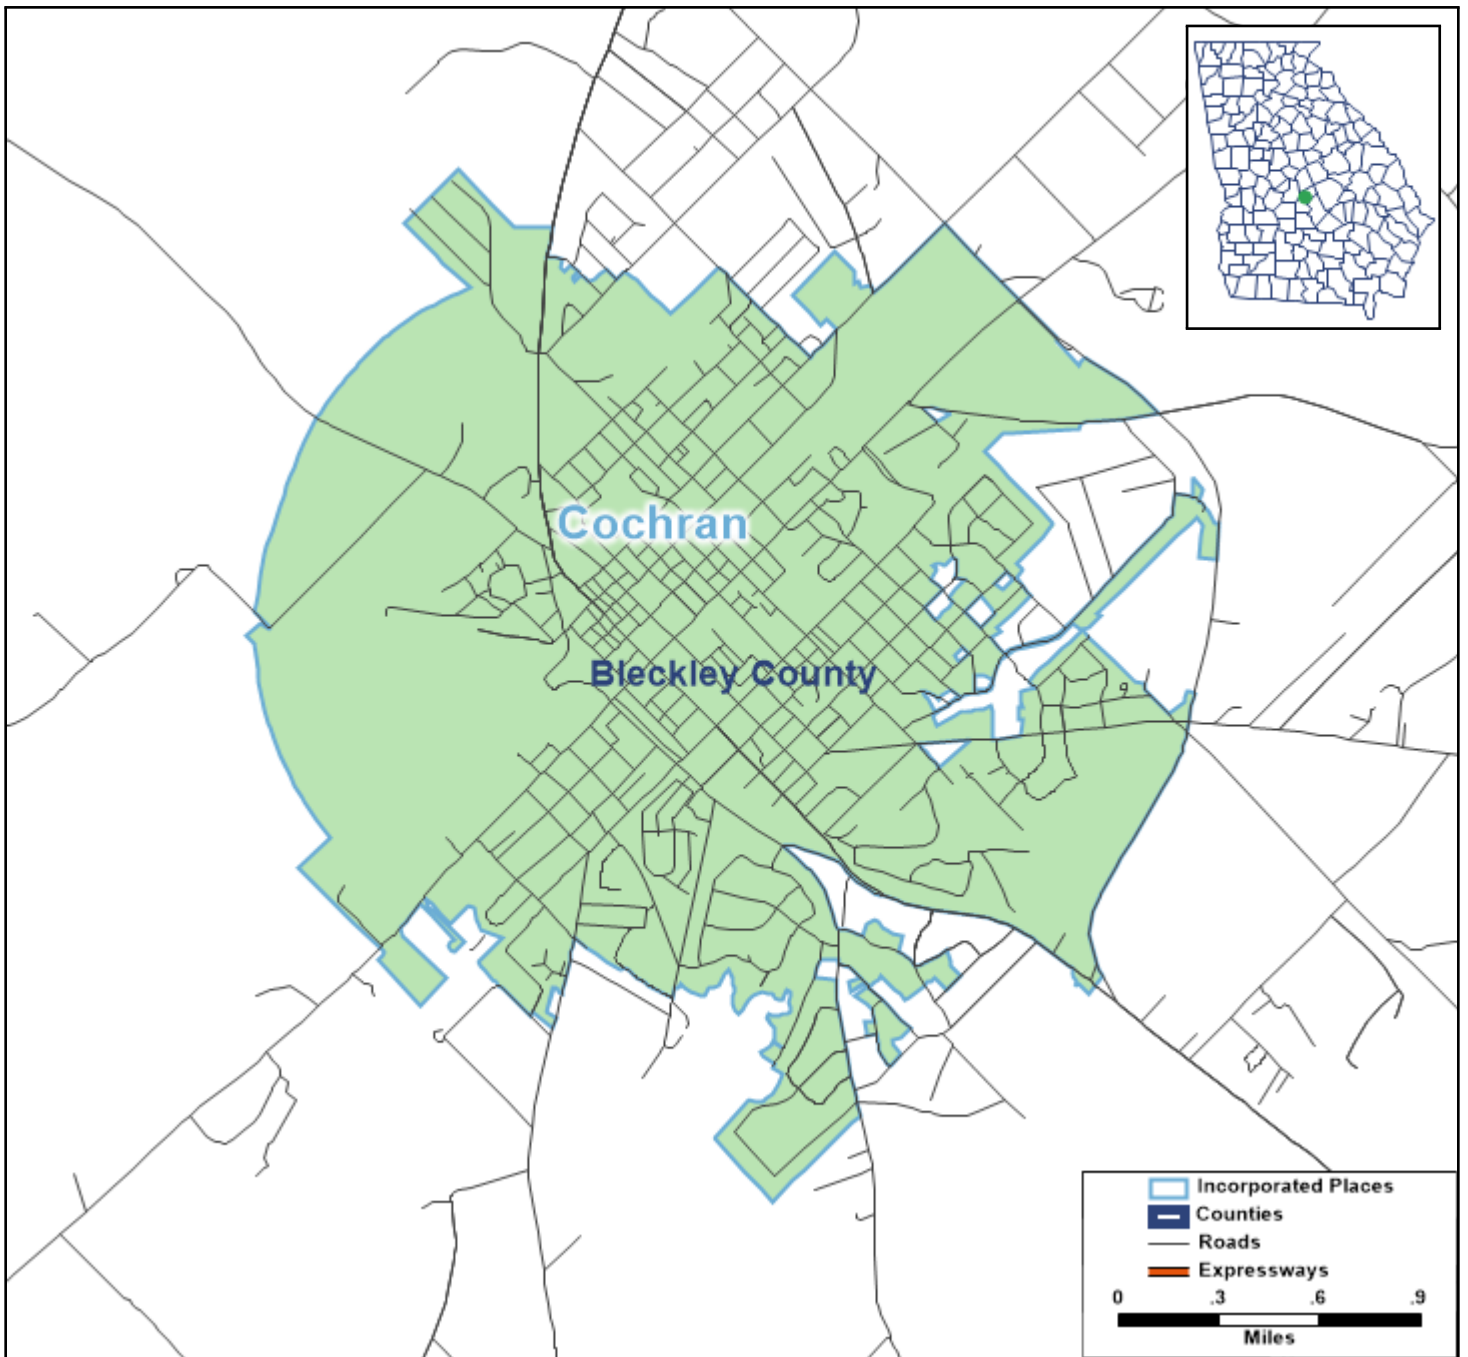 Cochran
Bleckley County
Incorporated Places
Counties
Roads
Expressways
0 .3 .6 .9
Miles